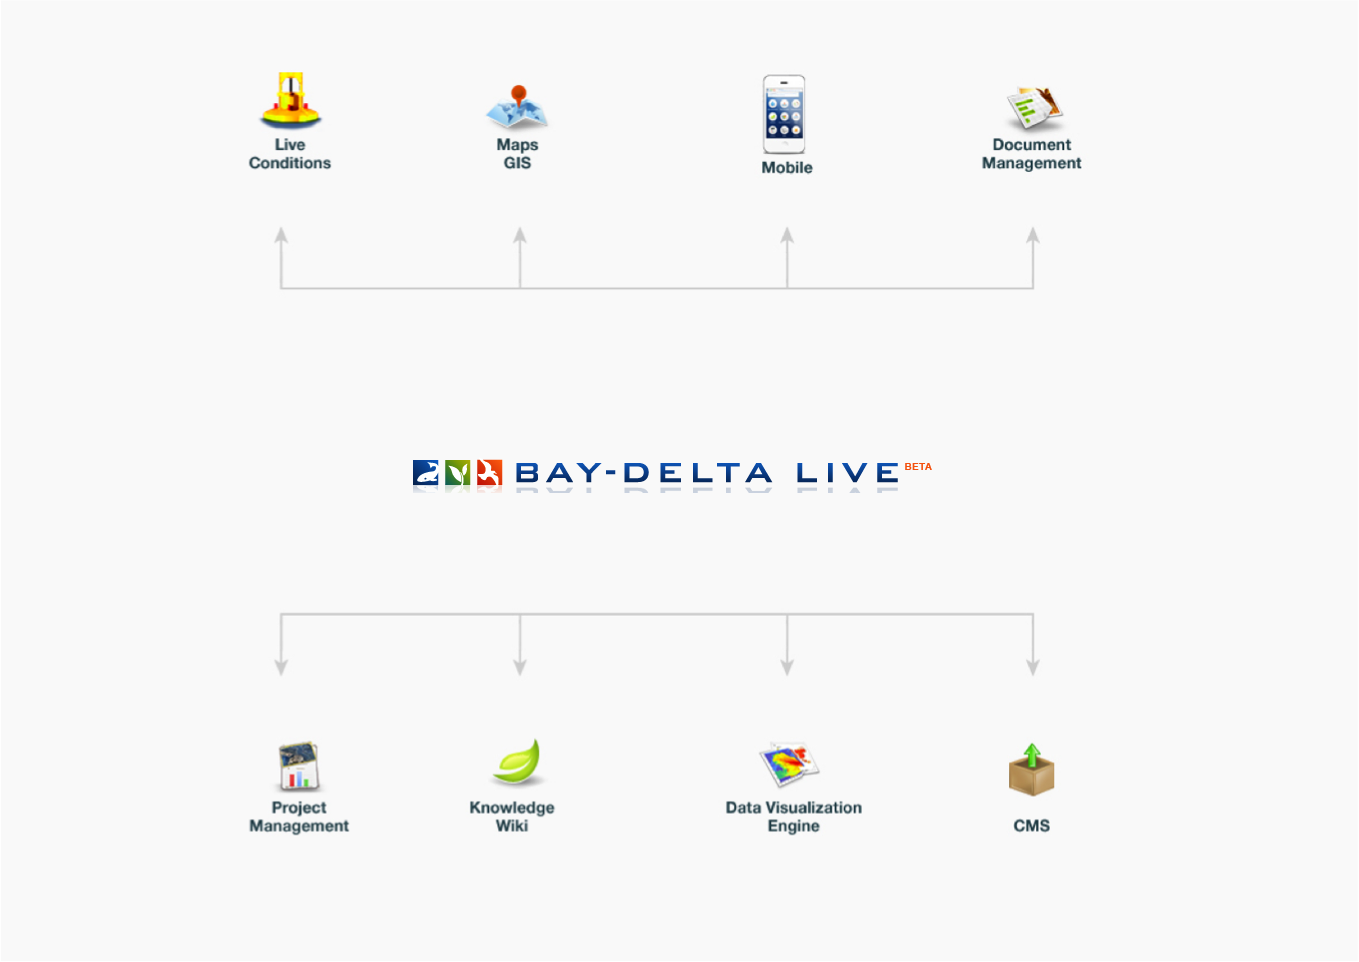 Live
Conditions
Maps
GIS
Mobile
Document
Management
BAY-DELTA LIVE BETA
Project
Management
Knowledge
Wiki
Data Visualization
Engine
CMS